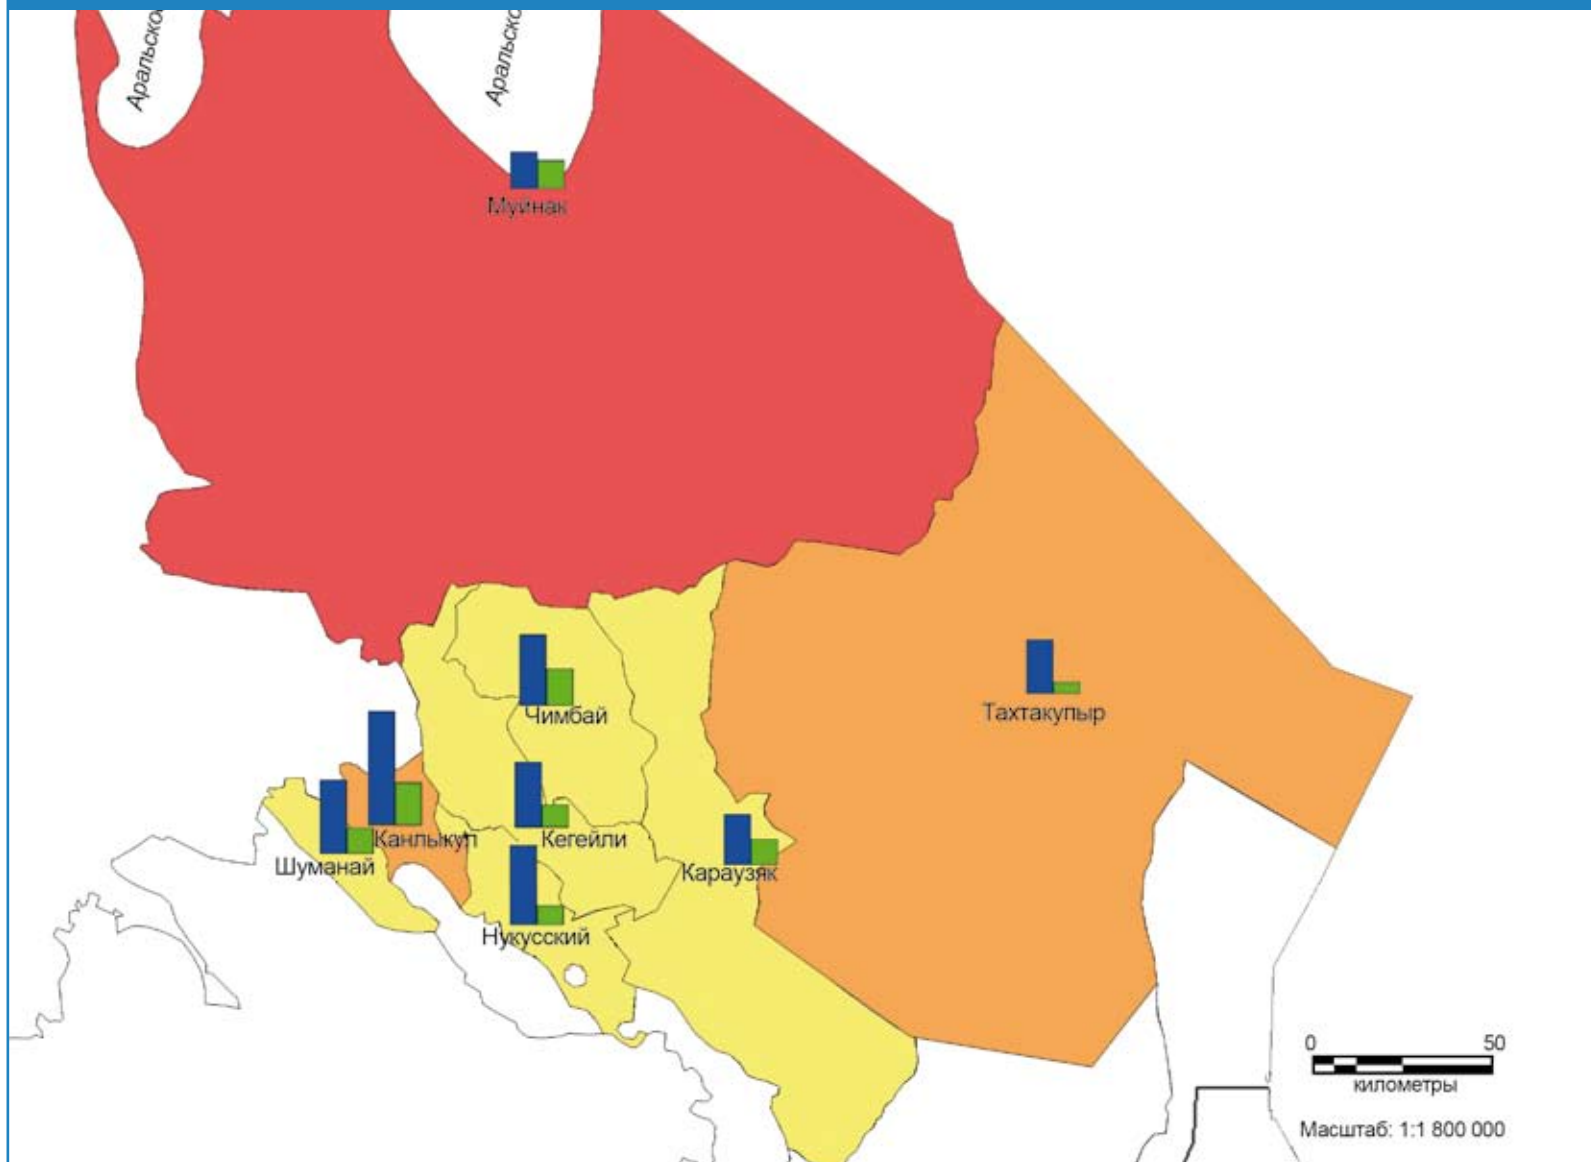 Аральско
Аральско
Муйнак
Чимбай
Тахтакупыр
Канлыкул
Кегейли
Шуманай
Караузяк
Нукусский
0 50
километры
Масштаб: 1:1 800 000